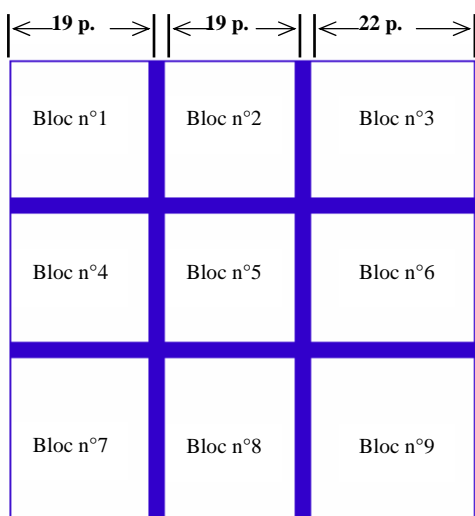 19 p. 19 p. 22 p.
Bloc n°1 Bloc n°2 Bloc n°3
Bloc n°4 Bloc n°5 Bloc n°6
Bloc n°7 Bloc n°8 Bloc n°9